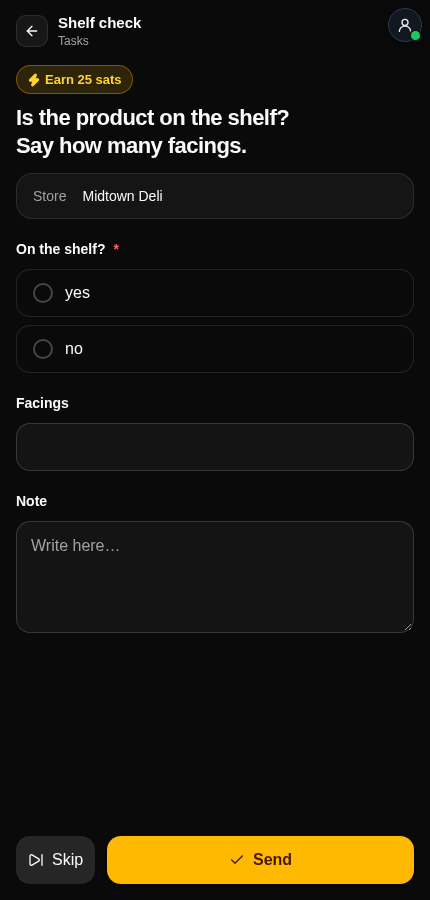 Shelf check
Tasks
Earn 25 sats
Is the product on the shelf?
Say how many facings.
Store Midtown Deli
On the shelf? *
yes
no
Facings
Note
Write here…
Skip
Send